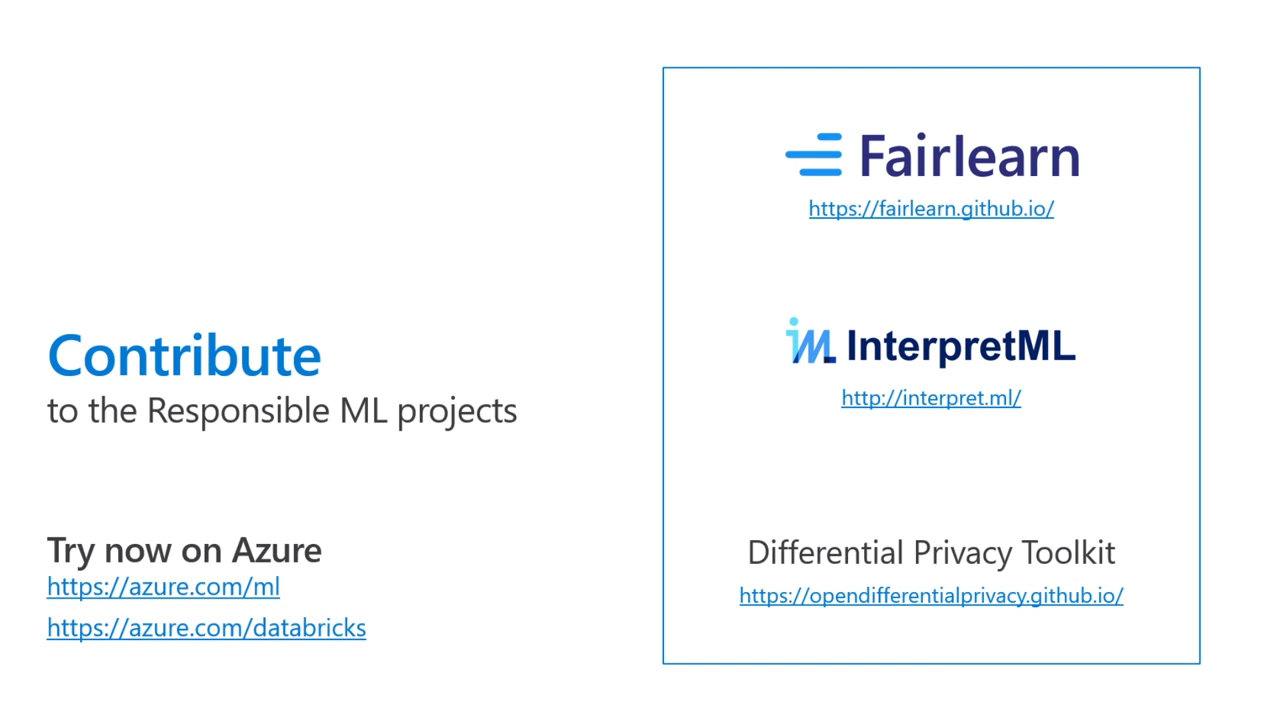 Contribute
to the Responsible ML projects
Try now on Azure
https://azure.com/ml
https://azure.com/databricks
Fairlearn
https://fairlearn.github.io/
iML InterpretML
http://interpret.ml/
Differential Privacy Toolkit
https://opendifferentialprivacy.github.io/